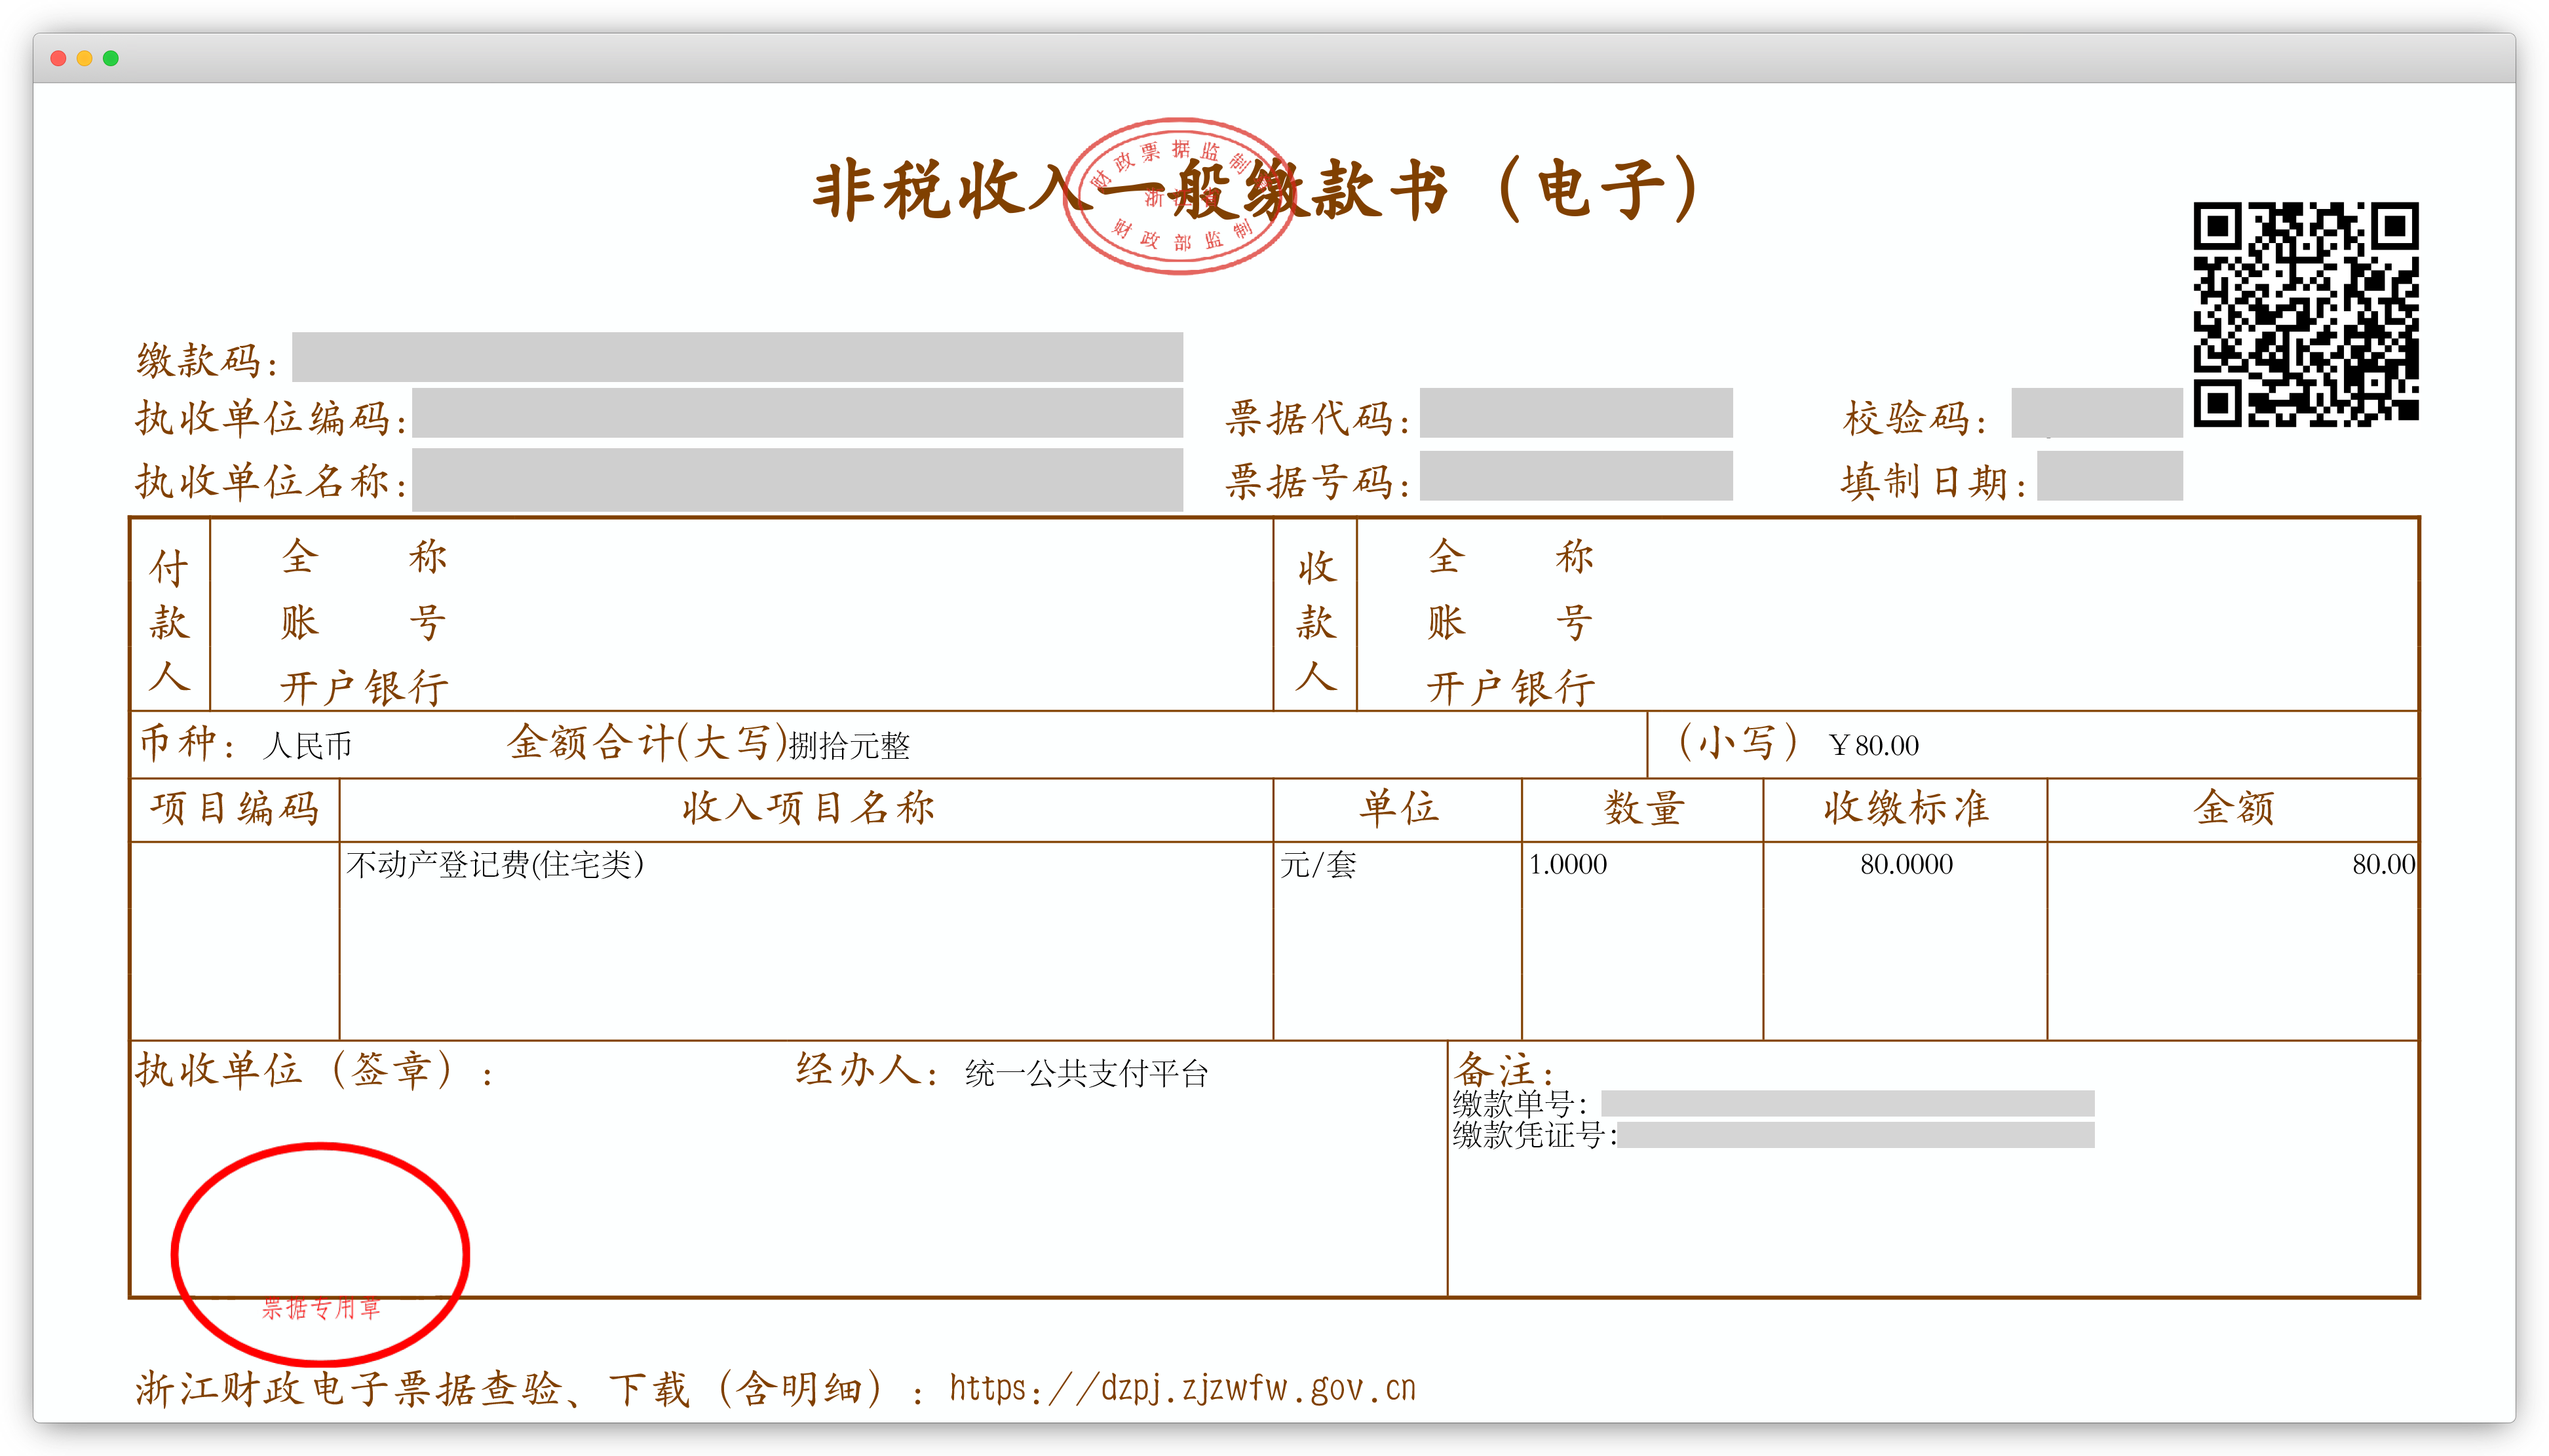 非税收入一般缴款书（电子）
财政票据监制
浙江
财政部监制
缴款码：
执收单位编码： 票据代码： 校验码：
执收单位名称： 票据号码： 填制日期：
付款人 全称 收款人 全称
账号 账号
开户银行 开户银行
币种： 人民币 金额合计(大写)捌拾元整 （小写）￥80.00
项目编码 收入项目名称 单位 数量 收缴标准 金额
不动产登记费(住宅类) 元/套 1.0000 80.0000 80.00
执收单位（签章）： 经办人： 统一公共支付平台 备注：
缴款单号：
缴款凭证号：
票据专用章
浙江财政电子票据查验、下载（含明细）：https://dzpj.zjzwfw.gov.cn